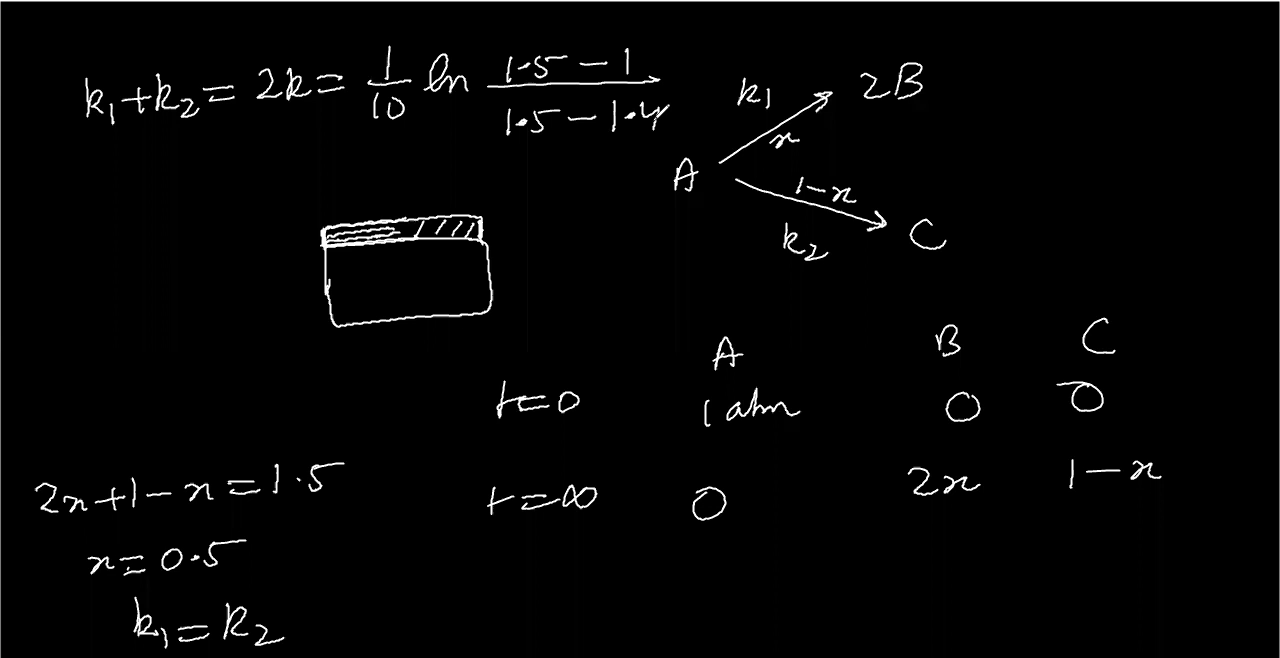 k₁+k₂ = 2k = 1/10 ln (1.5 − 1)/(1.5 − 1.4)
k₁ 2B
x
A
1−x
k₂ C
A B C
t=0 1 atm 0 0
t=∞ 0 2x 1−x
2x+1−x=1.5
x=0.5
k₁=k₂